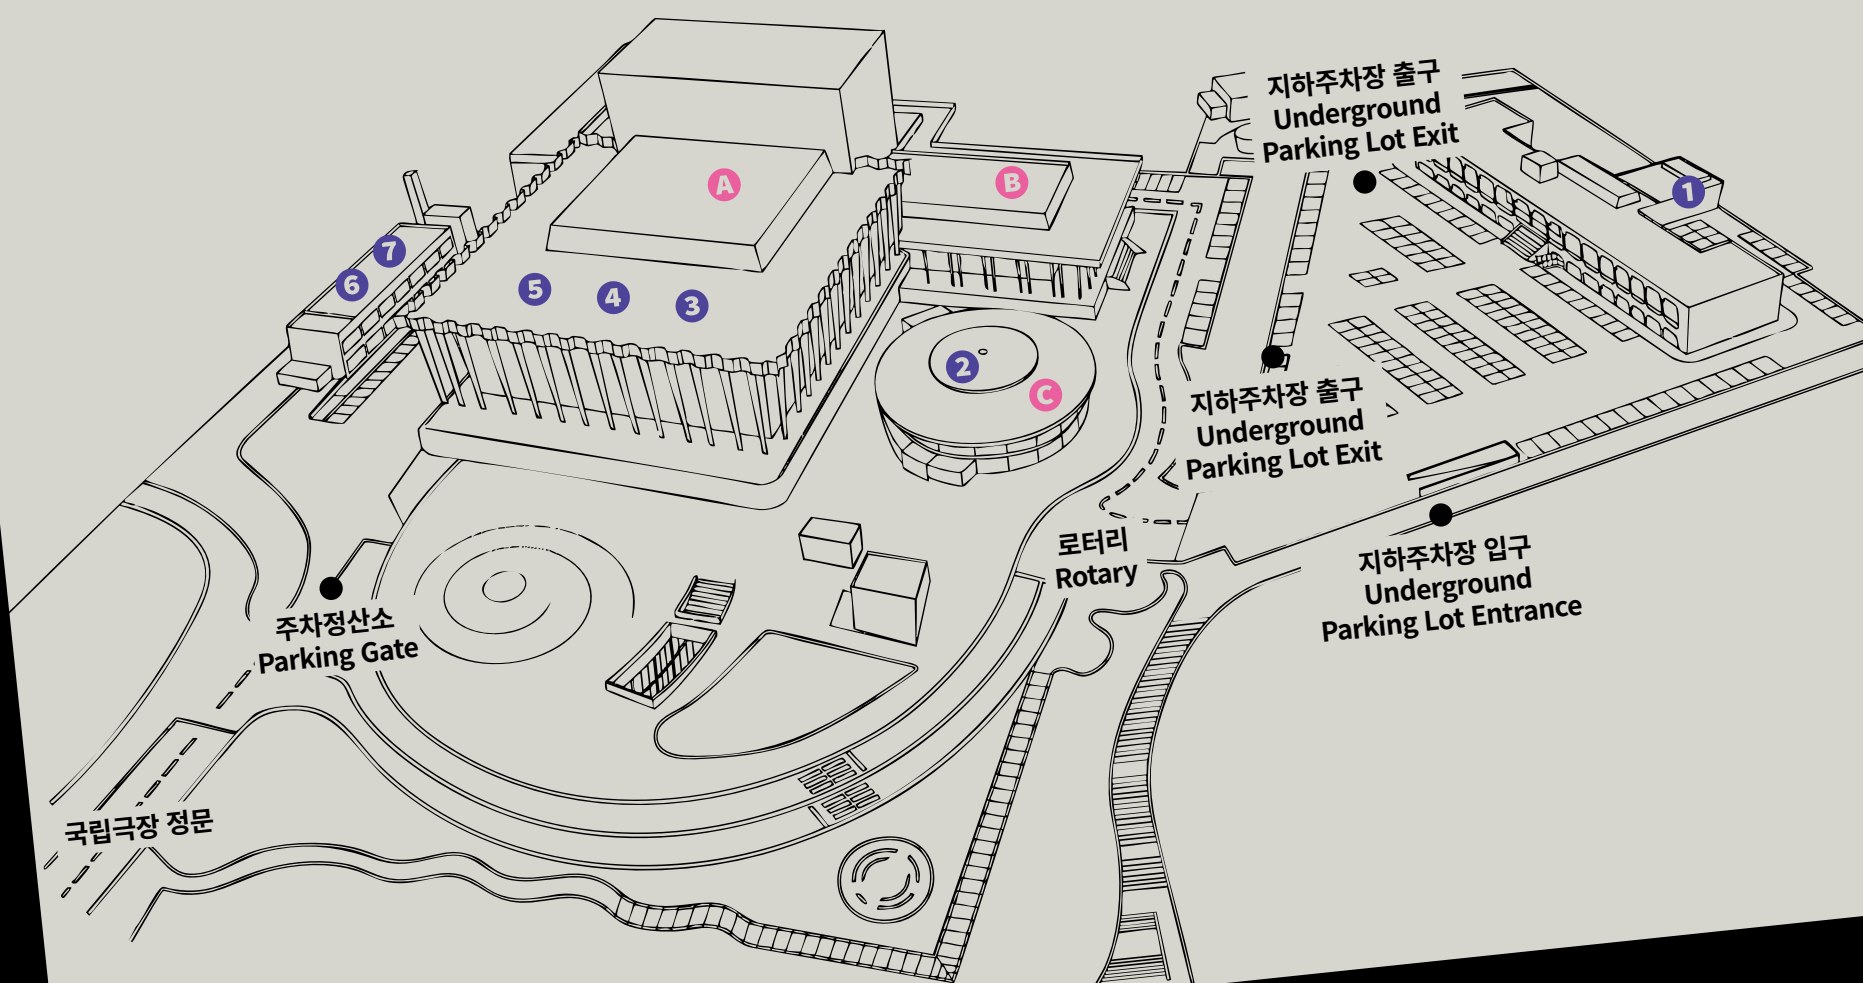 지하주차장 출구
Underground
Parking Lot Exit
A
B
1
7
6
5
4
3
2
C
지하주차장 출구
Underground
Parking Lot Exit
로터리
Rotary
지하주차장 입구
Underground
Parking Lot Entrance
주차정산소
Parking Gate
국립극장 정문